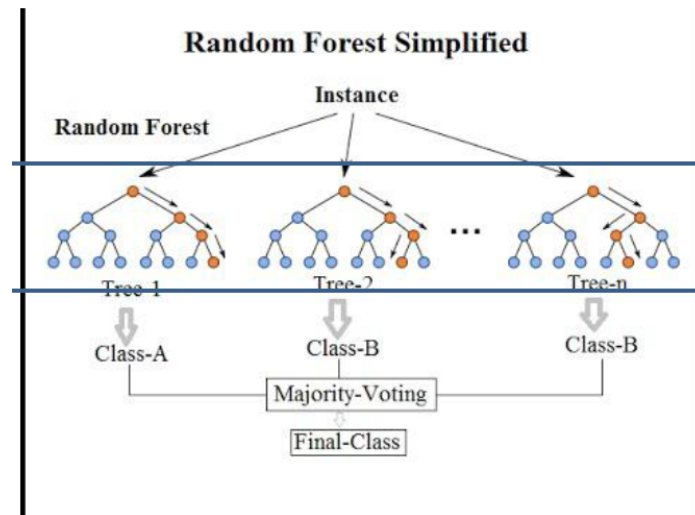 Random Forest Simplified
Instance
Random Forest
...
Tree-1 Tree-2 Tree-n
Class-A Class-B Class-B
Majority-Voting
Final-Class